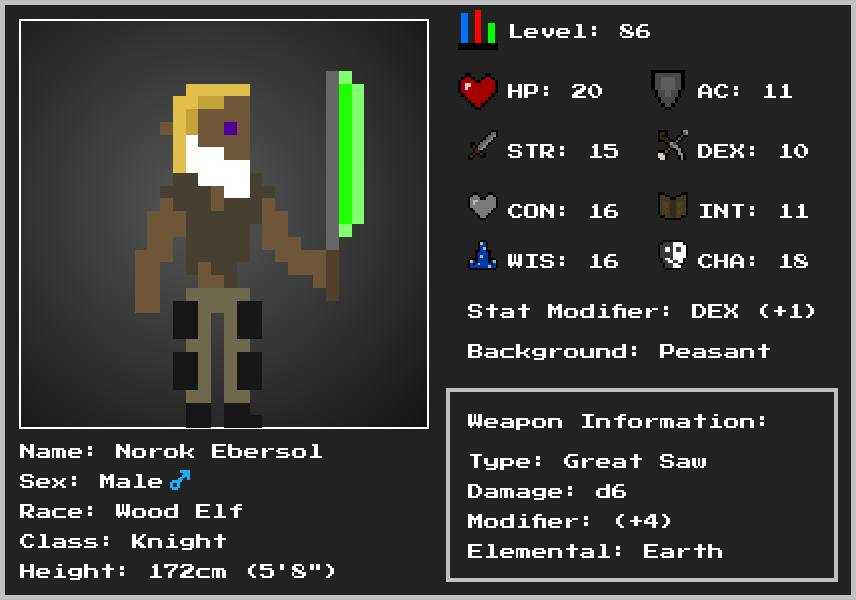 Level: 86
HP: 20
AC: 11
STR: 15
DEX: 10
CON: 16
INT: 11
WIS: 16
CHA: 18
Stat Modifier: DEX (+1)
Background: Peasant
Weapon Information:
Type: Great Saw
Damage: d6
Modifier: (+4)
Elemental: Earth
Name: Norok Ebersol
Sex: Male♂
Race: Wood Elf
Class: Knight
Height: 172cm (5'8")